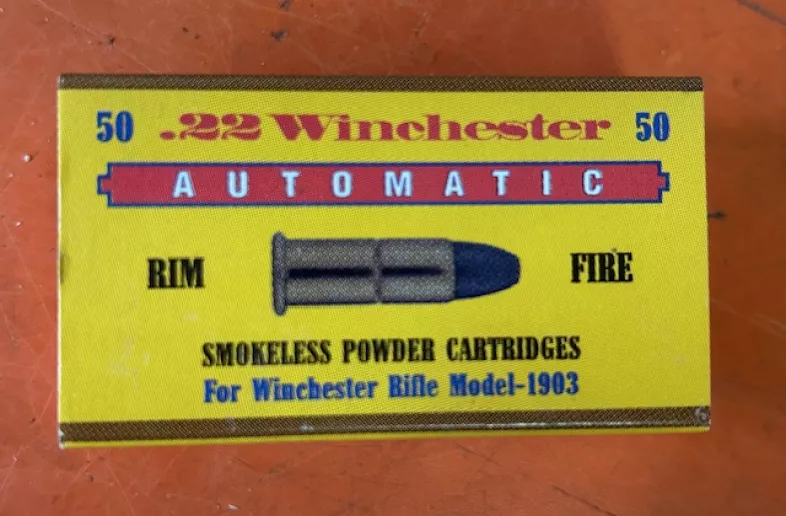 50 .22 Winchester 50
AUTOMATIC
RIM FIRE
SMOKELESS POWDER CARTRIDGES
For Winchester Rifle Model-1903